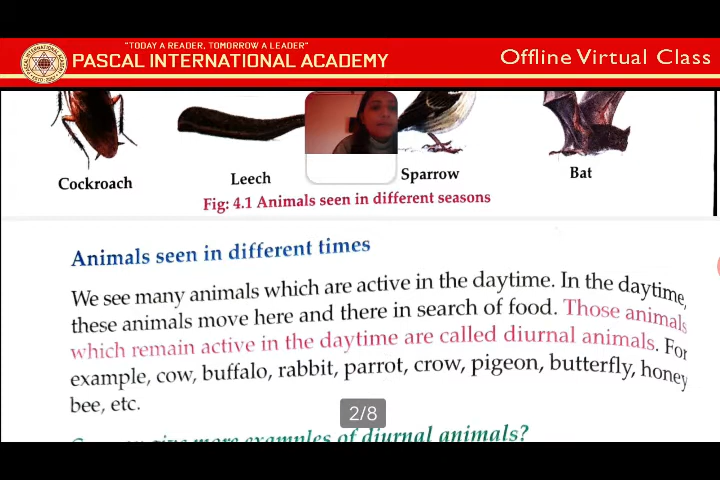 "TODAY A READER, TOMORROW A LEADER"
PASCAL INTERNATIONAL ACADEMY
Offline Virtual Class
Cockroach
Leech
Sparrow
Bat
Fig: 4.1 Animals seen in different seasons
Animals seen in different times
We see many animals which are active in the daytime. In the daytime,
these animals move here and there in search of food. Those animals
which remain active in the daytime are called diurnal animals. For
example, cow, buffalo, rabbit, parrot, crow, pigeon, butterfly, honey
bee, etc.
2/8
more examples of diurnal animals?